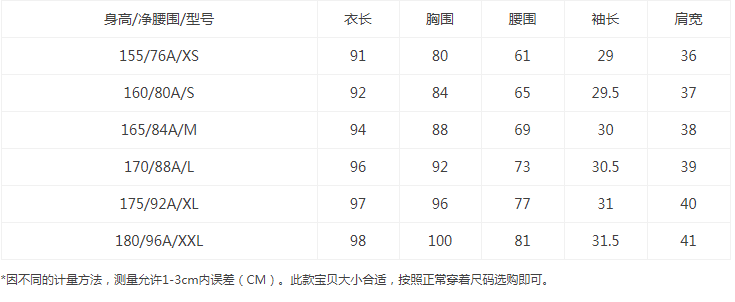 身高/净腰围/型号 衣长 胸围 腰围 袖长 肩宽
155/76A/XS 91 80 61 29 36
160/80A/S 92 84 65 29.5 37
165/84A/M 94 88 69 30 38
170/88A/L 96 92 73 30.5 39
175/92A/XL 97 96 77 31 40
180/96A/XXL 98 100 81 31.5 41
*因不同的计量方法，测量允许1-3cm内误差（CM）。此款宝贝大小合适，按照正常穿着尺码选购即可。